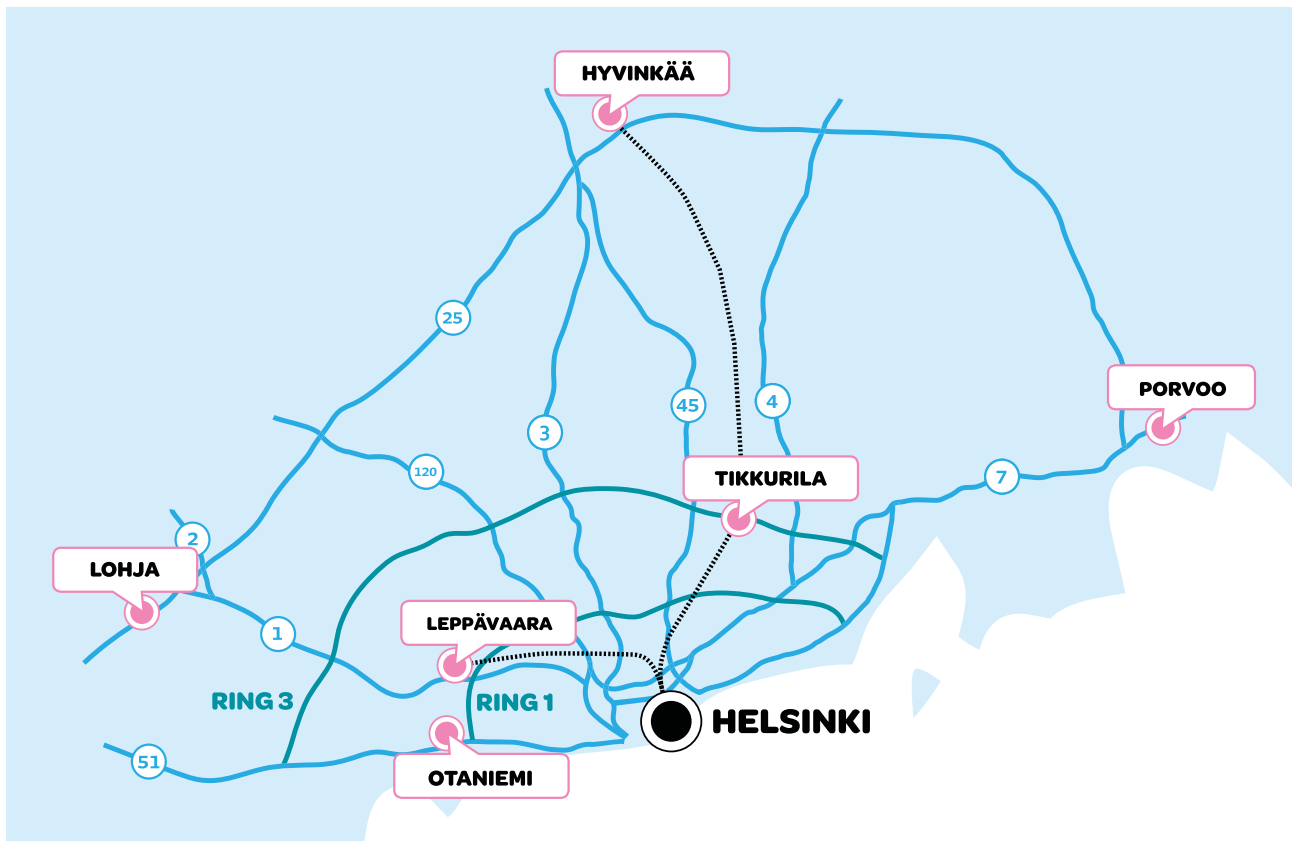 HYVINKÄÄ
25
PORVOO
45
4
3
120
TIKKURILA
7
2
LOHJA
LEPPÄVAARA
1
RING 3
RING 1
HELSINKI
51
OTANIEMI